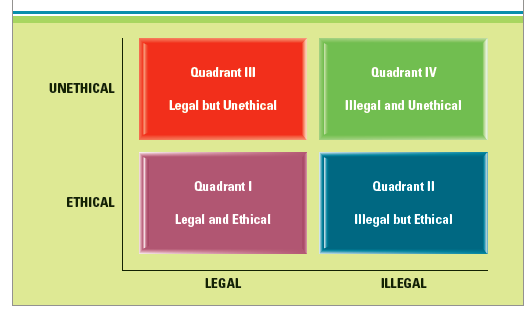 UNETHICAL
Quadrant III
Legal but Unethical
Quadrant IV
Illegal and Unethical
ETHICAL
Quadrant I
Legal and Ethical
Quadrant II
Illegal but Ethical
LEGAL
ILLEGAL